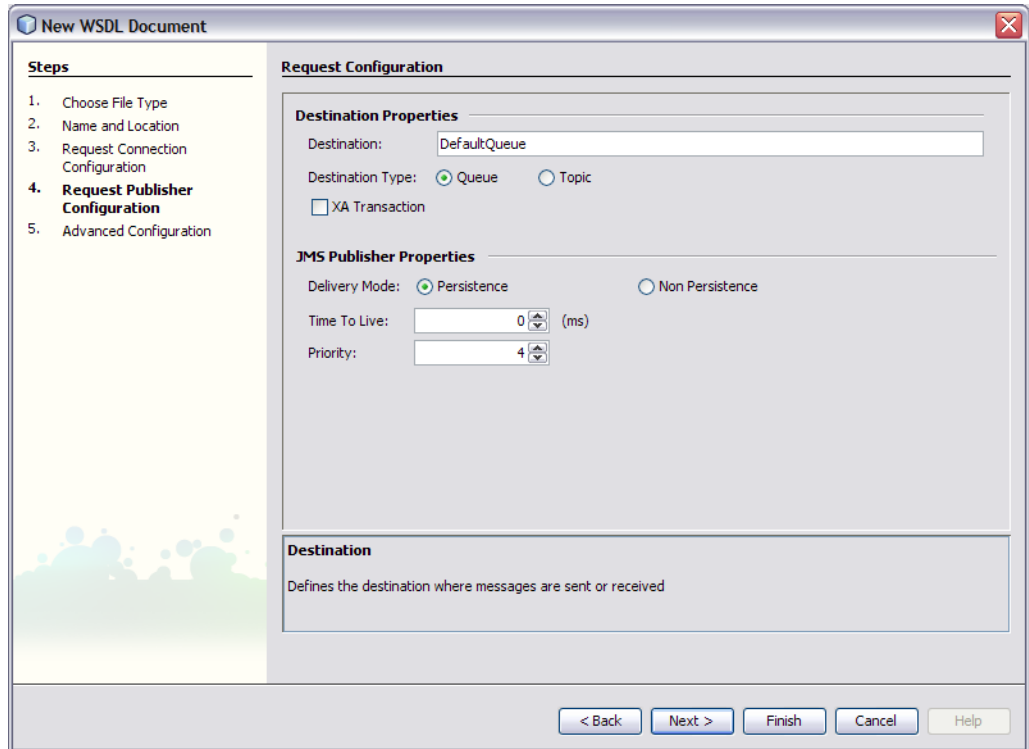 New WSDL Document
Steps
1. Choose File Type
2. Name and Location
3. Request Connection
Configuration
4. Request Publisher
Configuration
5. Advanced Configuration
Request Configuration
Destination Properties
Destination: DefaultQueue
Destination Type: Queue Topic
XA Transaction
JMS Publisher Properties
Delivery Mode: Persistence Non Persistence
Time To Live: 0 (ms)
Priority: 4
Destination
Defines the destination where messages are sent or received
< Back Next > Finish Cancel Help